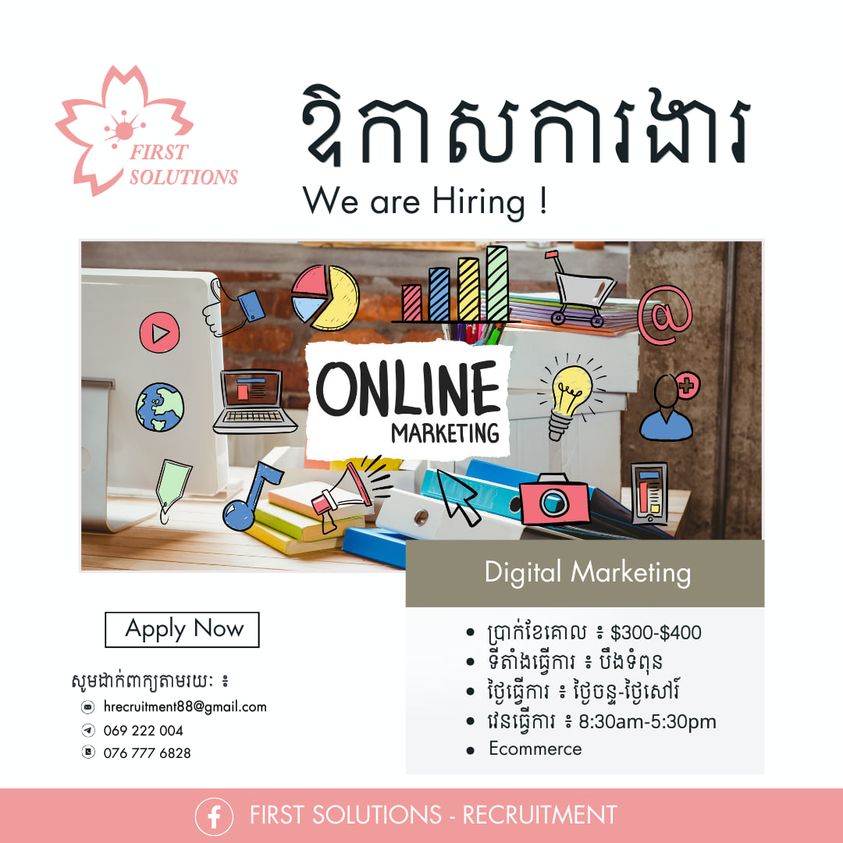 FIRST
SOLUTIONS
ឱកាសការងារ
We are Hiring !
ONLINE
MARKETING
Digital Marketing
ប្រាក់ខែគោល ៖ $300-$400
ទីតាំងធ្វើការ ៖ បឹងទំពុន
ថ្ងៃធ្វើការ ៖ ថ្ងៃចន្ទ-ថ្ងៃសៅរ៍
វេនធ្វើការ ៖ 8:30am-5:30pm
Ecommerce
Apply Now
សូមដាក់ពាក្យតាមរយៈ ៖
hrecruitment88@gmail.com
069 222 004
076 777 6828
FIRST SOLUTIONS - RECRUITMENT